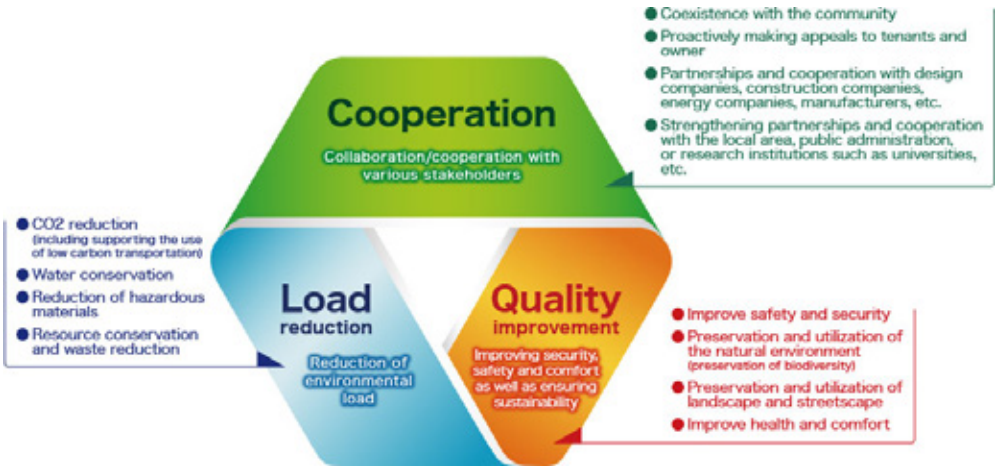 ● Coexistence with the community
● Proactively making appeals to tenants and
owner
● Partnerships and cooperation with design
companies, construction companies,
energy companies, manufacturers, etc.
● Strengthening partnerships and cooperation
with the local area, public administration,
or research institutions such as universities,
etc.
Cooperation
Collaboration/cooperation with
various stakeholders
● CO2 reduction
(including supporting the use
of low carbon transportation)
● Water conservation
● Reduction of hazardous
materials
● Resource conservation
and waste reduction
Load
reduction
Reduction of
environmental
load
Quality
improvement
Improving security,
safety and comfort
as well as ensuring
sustainability
● Improve safety and security
● Preservation and utilization of
the natural environment
(preservation of biodiversity)
● Preservation and utilization of
landscape and streetscape
● Improve health and comfort